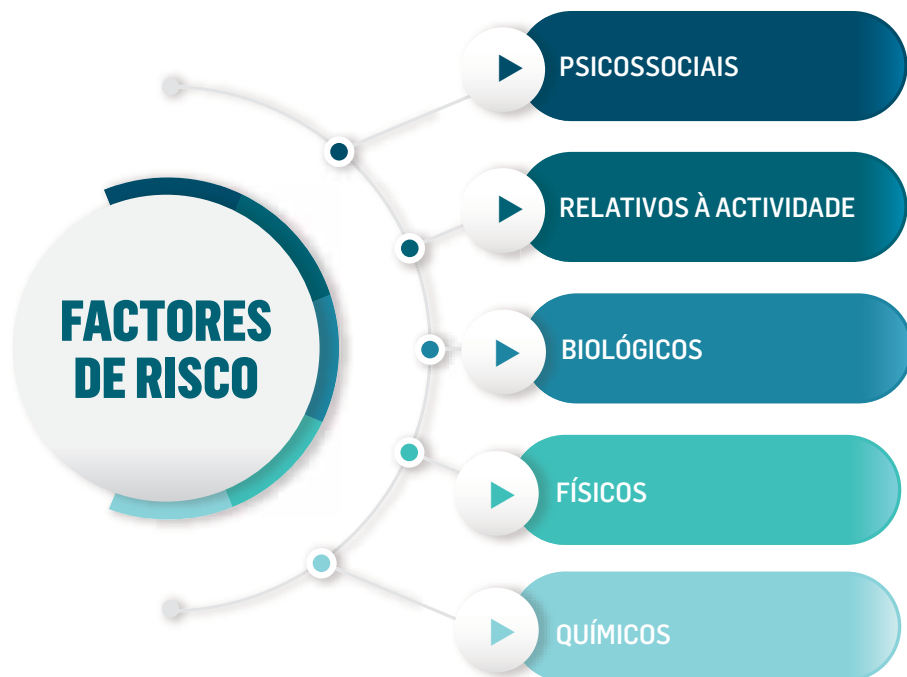 FACTORES
DE RISCO
PSICOSSOCIAIS
RELATIVOS À ACTIVIDADE
BIOLÓGICOS
FÍSICOS
QUÍMICOS